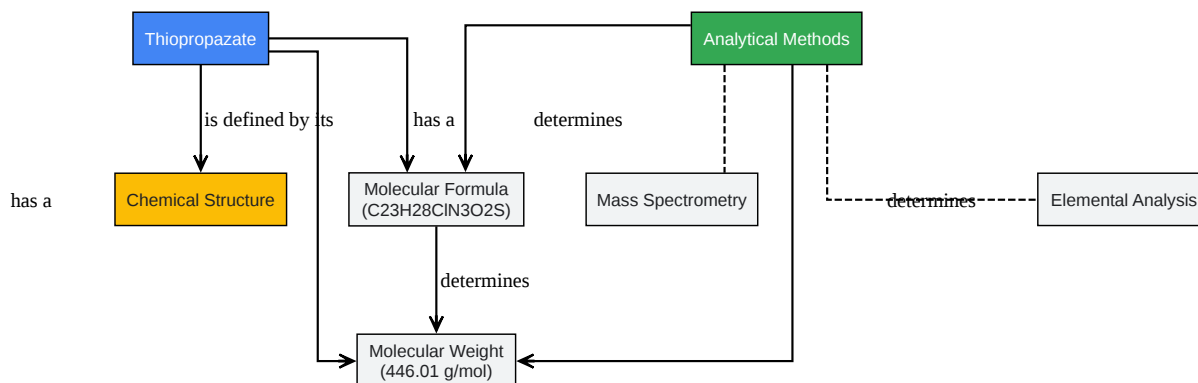 Thiopropazate
Analytical Methods
is defined by its
has a
determines
has a
Chemical Structure
Molecular Formula
(C23H28ClN3O2S)
Mass Spectrometry
determines
Elemental Analysis
determines
Molecular Weight
(446.01 g/mol)